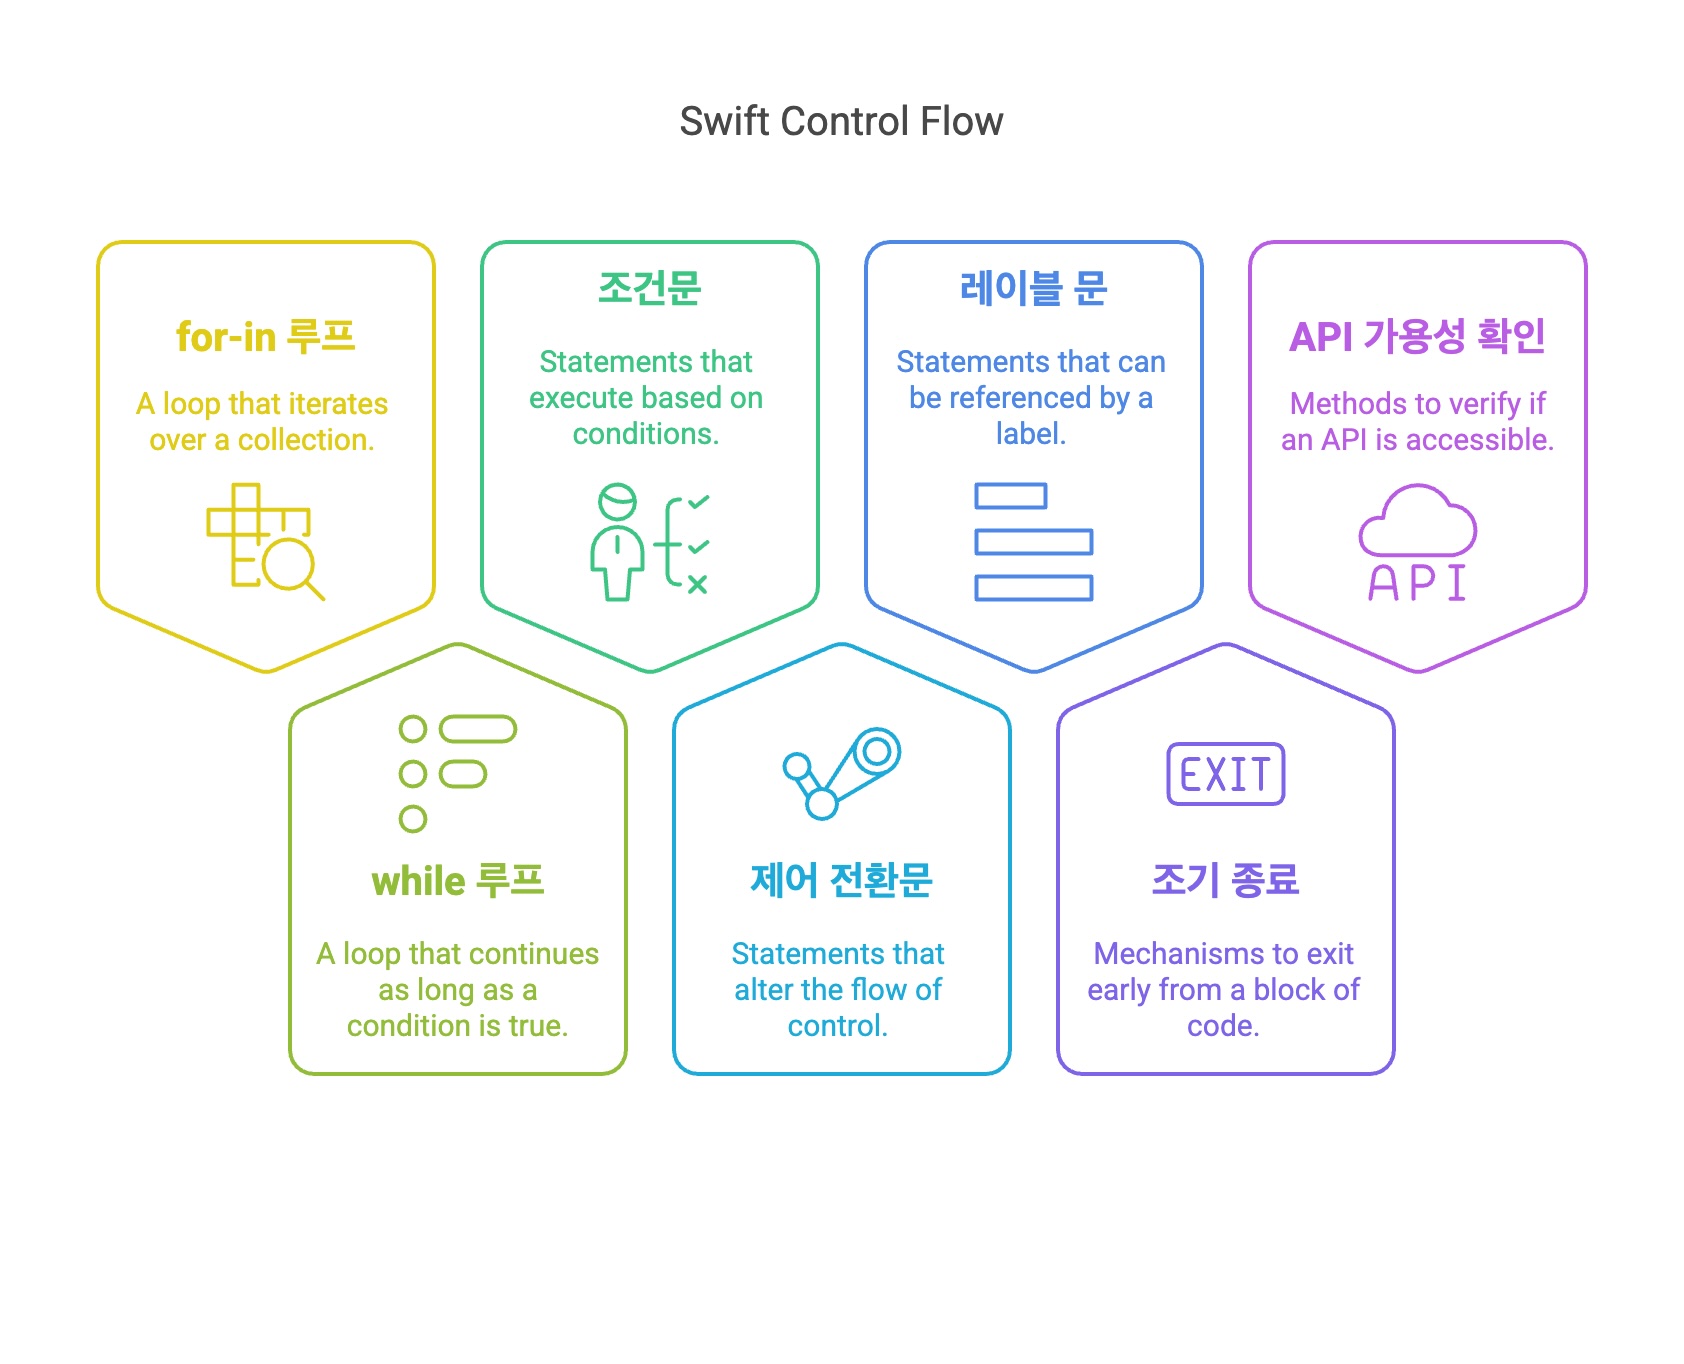 Swift Control Flow
for-in 루프
A loop that iterates
over a collection.
조건문
Statements that
execute based on
conditions.
레이블 문
Statements that can
be referenced by a
label.
API 가용성 확인
Methods to verify if
an API is accessible.
API
while 루프
A loop that continues
as long as a
condition is true.
제어 전환문
Statements that
alter the flow of
control.
EXIT
조기 종료
Mechanisms to exit
early from a block of
code.